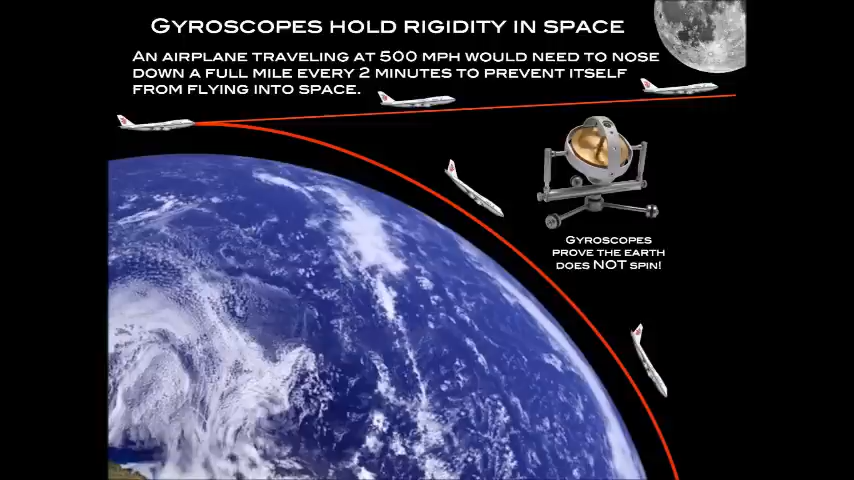 Gyroscopes hold rigidity in space
An airplane traveling at 500 mph would need to nose
down a full mile every 2 minutes to prevent itself
from flying into space.
Gyroscopes
prove the earth
does NOT spin!